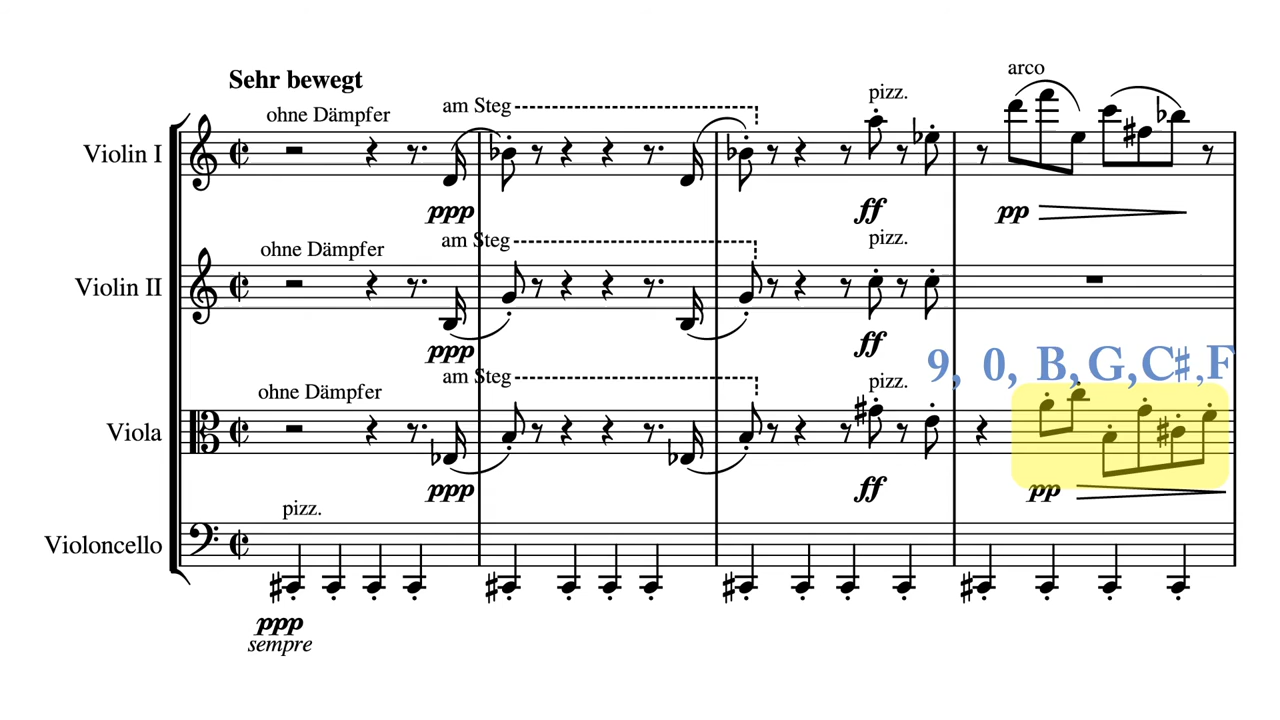 Sehr bewegt
arco
pizz.
am Steg
ohne Dämpfer
Violin I
ppp
ff
pp
pizz.
am Steg
ohne Dämpfer
Violin II
ppp
ff
9, 0, B, G, C♯, F
am Steg
pizz.
ohne Dämpfer
Viola
ppp
ff
pp
pizz.
Violoncello
ppp
sempre